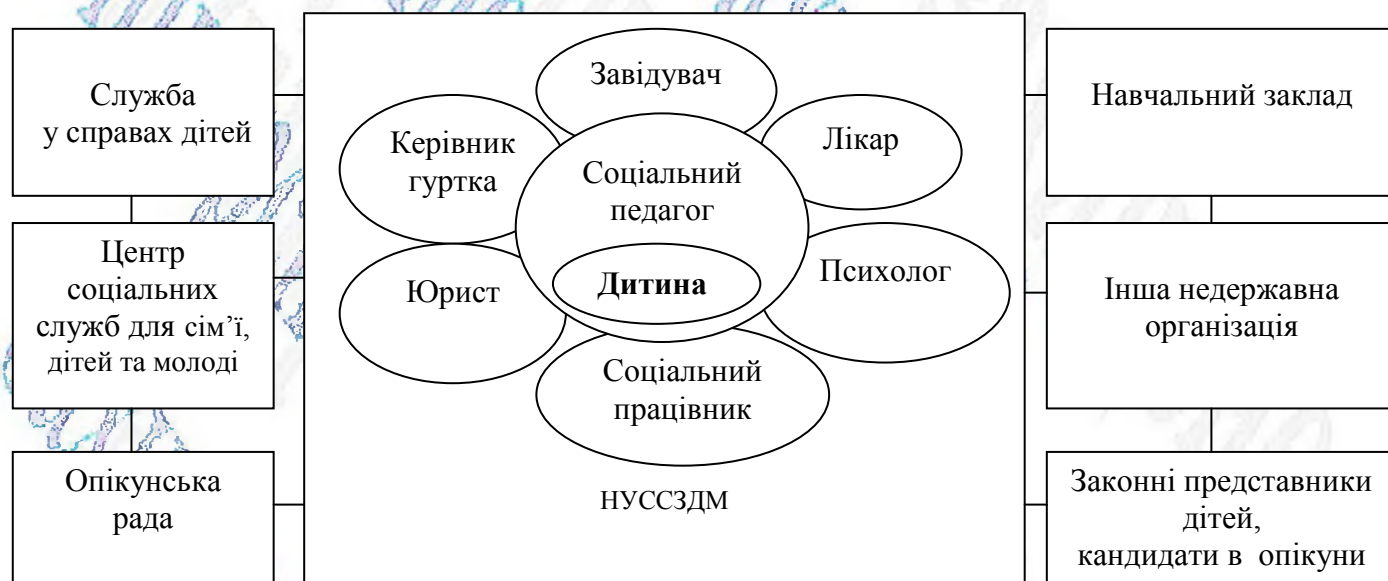 Служба
у справах дітей
Центр
соціальних
служб для сім’ї,
дітей та молоді
Опікунська
рада
Завідувач
Керівник
гуртка
Лікар
Соціальний
педагог
Дитина
Юрист
Психолог
Соціальний
працівник
НУССЗДМ
Навчальний заклад
Інша недержавна
організація
Законні представники
дітей,
кандидати в опікуни